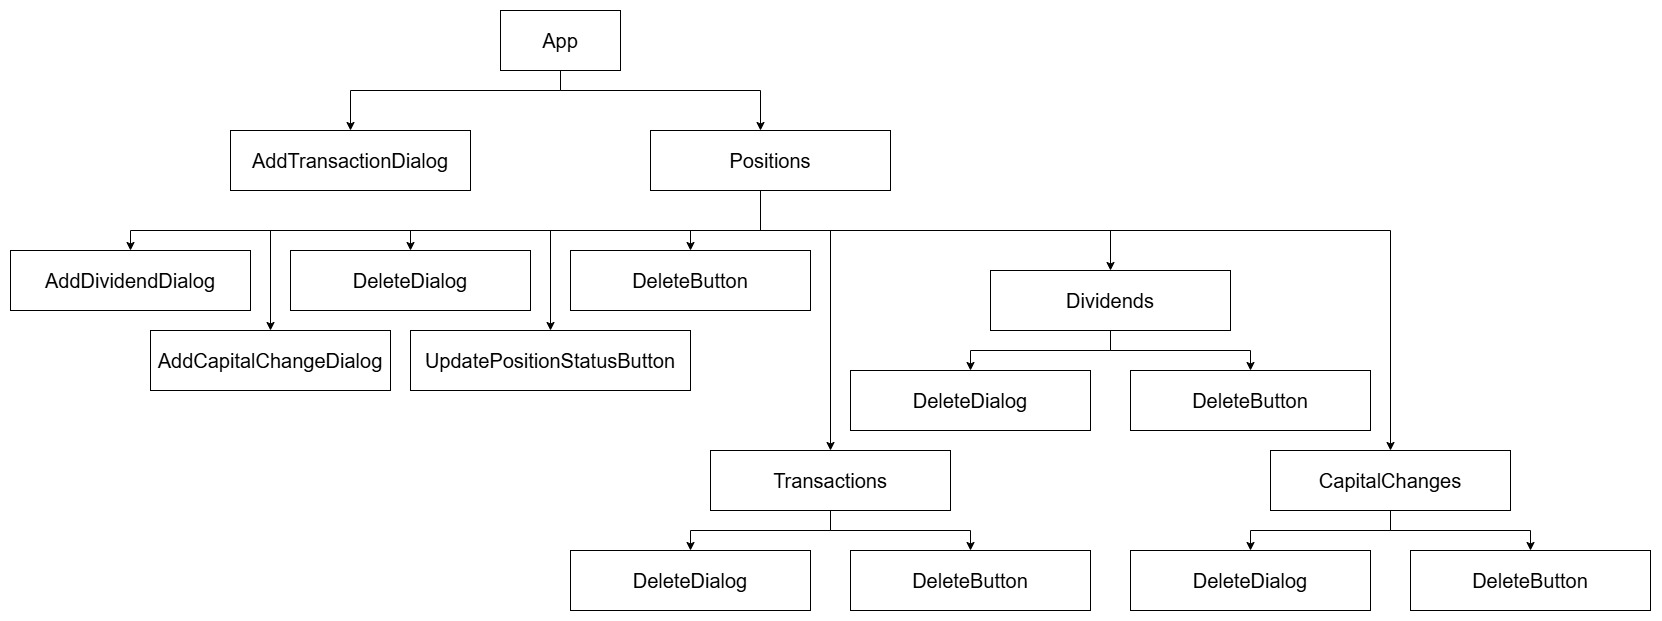 App
AddTransactionDialog
Positions
AddDividendDialog
DeleteDialog
DeleteButton
Dividends
AddCapitalChangeDialog
UpdatePositionStatusButton
DeleteDialog
DeleteButton
Transactions
CapitalChanges
DeleteDialog
DeleteButton
DeleteDialog
DeleteButton